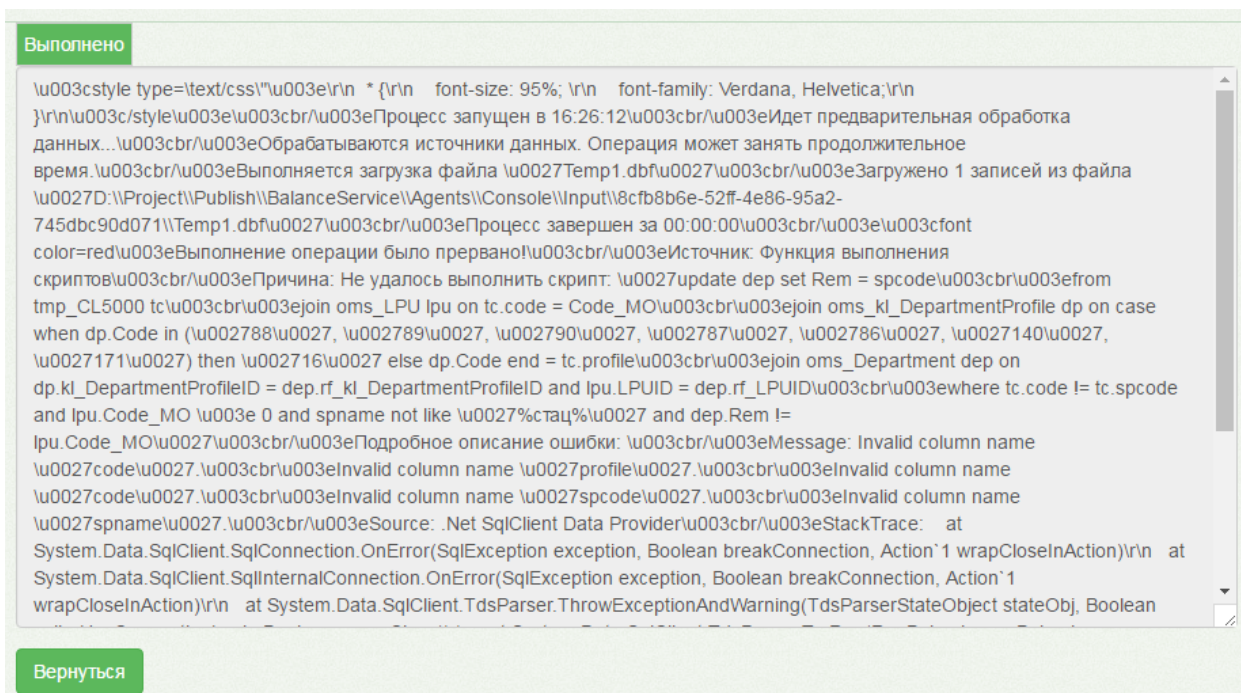 Выполнено
\u003cstyle type=\text/css\"\u003e\r\n * {\r\n font-size: 95%; \r\n font-family: Verdana, Helvetica;\r\n
}\r\n\u003c/style\u003e\u003cbr/\u003eПроцесс запущен в 16:26:12\u003cbr/\u003eИдет предварительная обработка
данных...\u003cbr/\u003eОбрабатываются источники данных. Операция может занять продолжительное
время.\u003cbr/\u003eВыполняется загрузка файла \u0027Temp1.dbf\u0027\u003cbr/\u003eЗагружено 1 записей из файла
\u0027D:\\Project\\Publish\\BalanceService\\Agents\\Console\\Input\\8cfb8b6e-52ff-4e86-95a2-
745dbc90d071\\Temp1.dbf\u0027\u003cbr/\u003eПроцесс завершен за 00:00:00\u003cbr/\u003e\u003cfont
color=red\u003eВыполнение операции было прервано!\u003cbr/\u003eИсточник: Функция выполнения
скриптов\u003cbr/\u003eПричина: Не удалось выполнить скрипт: \u0027update dep set Rem = spcode\u003cbr\u003efrom
tmp_CL5000 tc\u003cbr\u003ejoin oms_LPU lpu on tc.code = Code_MO\u003cbr\u003ejoin oms_kl_DepartmentProfile dp on case
when dp.Code in (\u002788\u0027, \u002789\u0027, \u002790\u0027, \u002787\u0027, \u002786\u0027, \u0027140\u0027,
\u0027171\u0027) then \u002716\u0027 else dp.Code end = tc.profile\u003cbr\u003ejoin oms_Department dep on
dp.kl_DepartmentProfileID = dep.rf_kl_DepartmentProfileID and lpu.LPUID = dep.rf_LPUID\u003cbr\u003ewhere tc.code != tc.spcode
and lpu.Code_MO \u003e 0 and spname not like \u0027%стац%\u0027 and dep.Rem !=
lpu.Code_MO\u0027\u003cbr/\u003eПодробное описание ошибки: \u003cbr/\u003eMessage: Invalid column name
\u0027code\u0027.\u003cbr\u003eInvalid column name \u0027profile\u0027.\u003cbr\u003eInvalid column name
\u0027code\u0027.\u003cbr\u003eInvalid column name \u0027spcode\u0027.\u003cbr\u003eInvalid column name
\u0027spname\u0027.\u003cbr/\u003eSource: .Net SqlClient Data Provider\u003cbr/\u003eStackTrace: at
System.Data.SqlClient.SqlConnection.OnError(SqlException exception, Boolean breakConnection, Action`1 wrapCloseInAction)\r\n at
System.Data.SqlClient.SqlInternalConnection.OnError(SqlException exception, Boolean breakConnection, Action`1
wrapCloseInAction)\r\n at System.Data.SqlClient.TdsParser.ThrowExceptionAndWarning(TdsParserStateObject stateObj, Boolean
Вернуться